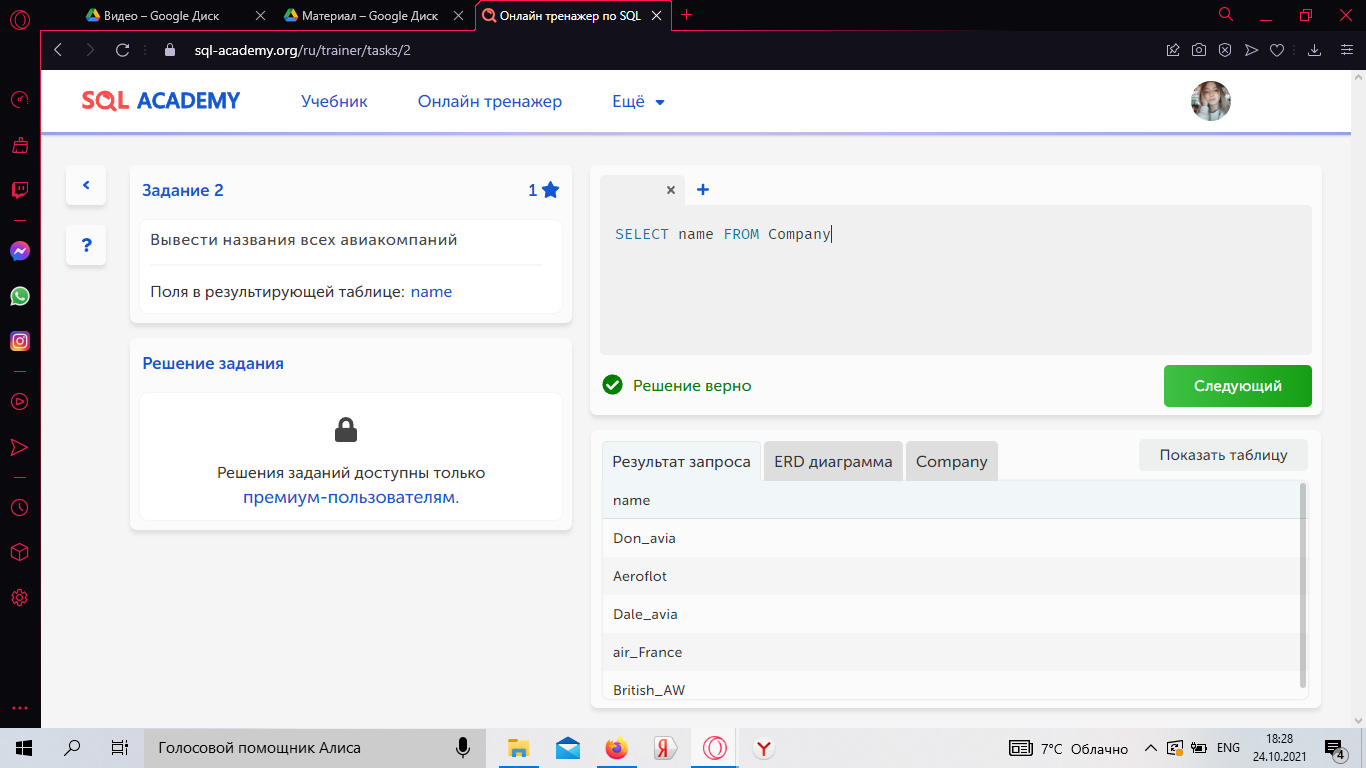 Видео – Google Диск
Материал – Google Диск
Онлайн тренажер по SQL
sql-academy.org/ru/trainer/tasks/2
SQL ACADEMY
Учебник
Онлайн тренажер
Ещё
Задание 2
1
Вывести названия всех авиакомпаний
Поля в результирующей таблице: name
Решение задания
Решения заданий доступны только
премиум-пользователям.
SELECT name FROM Company
Решение верно
Следующий
Результат запроса
ERD диаграмма
Company
Показать таблицу
name
Don_avia
Aeroflot
Dale_avia
air_France
British_AW
Голосовой помощник Алиса
7°C Облачно
ENG
18:28
24.10.2021
4